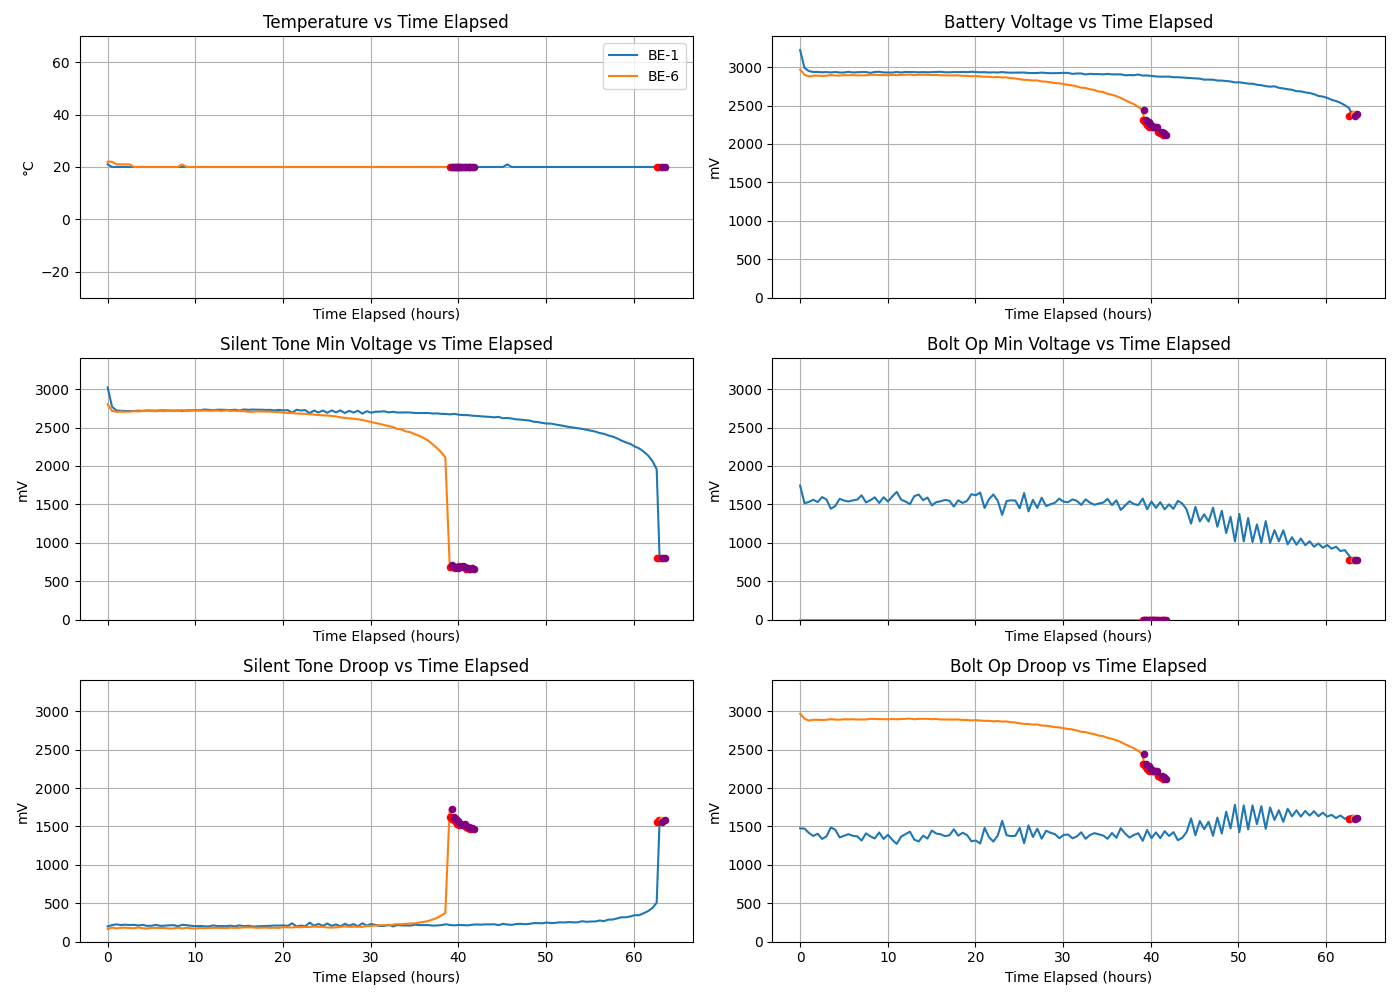 Temperature vs Time Elapsed
BE-1
BE-6
60
40
20
0
−20
°C
Time Elapsed (hours)
Battery Voltage vs Time Elapsed
3000
2500
2000
1500
1000
500
0
mV
Time Elapsed (hours)
Silent Tone Min Voltage vs Time Elapsed
3000
2500
2000
1500
1000
500
0
mV
Time Elapsed (hours)
Bolt Op Min Voltage vs Time Elapsed
3000
2500
2000
1500
1000
500
0
mV
Time Elapsed (hours)
Silent Tone Droop vs Time Elapsed
3000
2500
2000
1500
1000
500
0
mV
0 10 20 30 40 50 60
Time Elapsed (hours)
Bolt Op Droop vs Time Elapsed
3000
2500
2000
1500
1000
500
0
mV
0 10 20 30 40 50 60
Time Elapsed (hours)